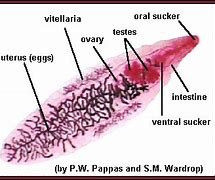 oral sucker
vitellaria
testes
ovary
uterus (eggs)
intestine
ventral sucker
(by P.W. Pappas and S.M. Wardrop)